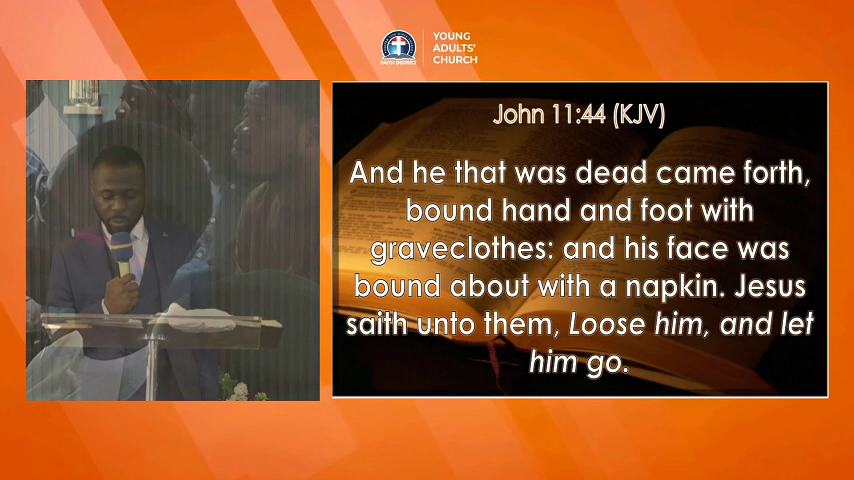 YOUNG
ADULTS'
CHURCH
FAITH DISTRICT
John 11:44 (KJV)
And he that was dead came forth,
bound hand and foot with
graveclothes: and his face was
bound about with a napkin. Jesus
saith unto them, Loose him, and let
him go.